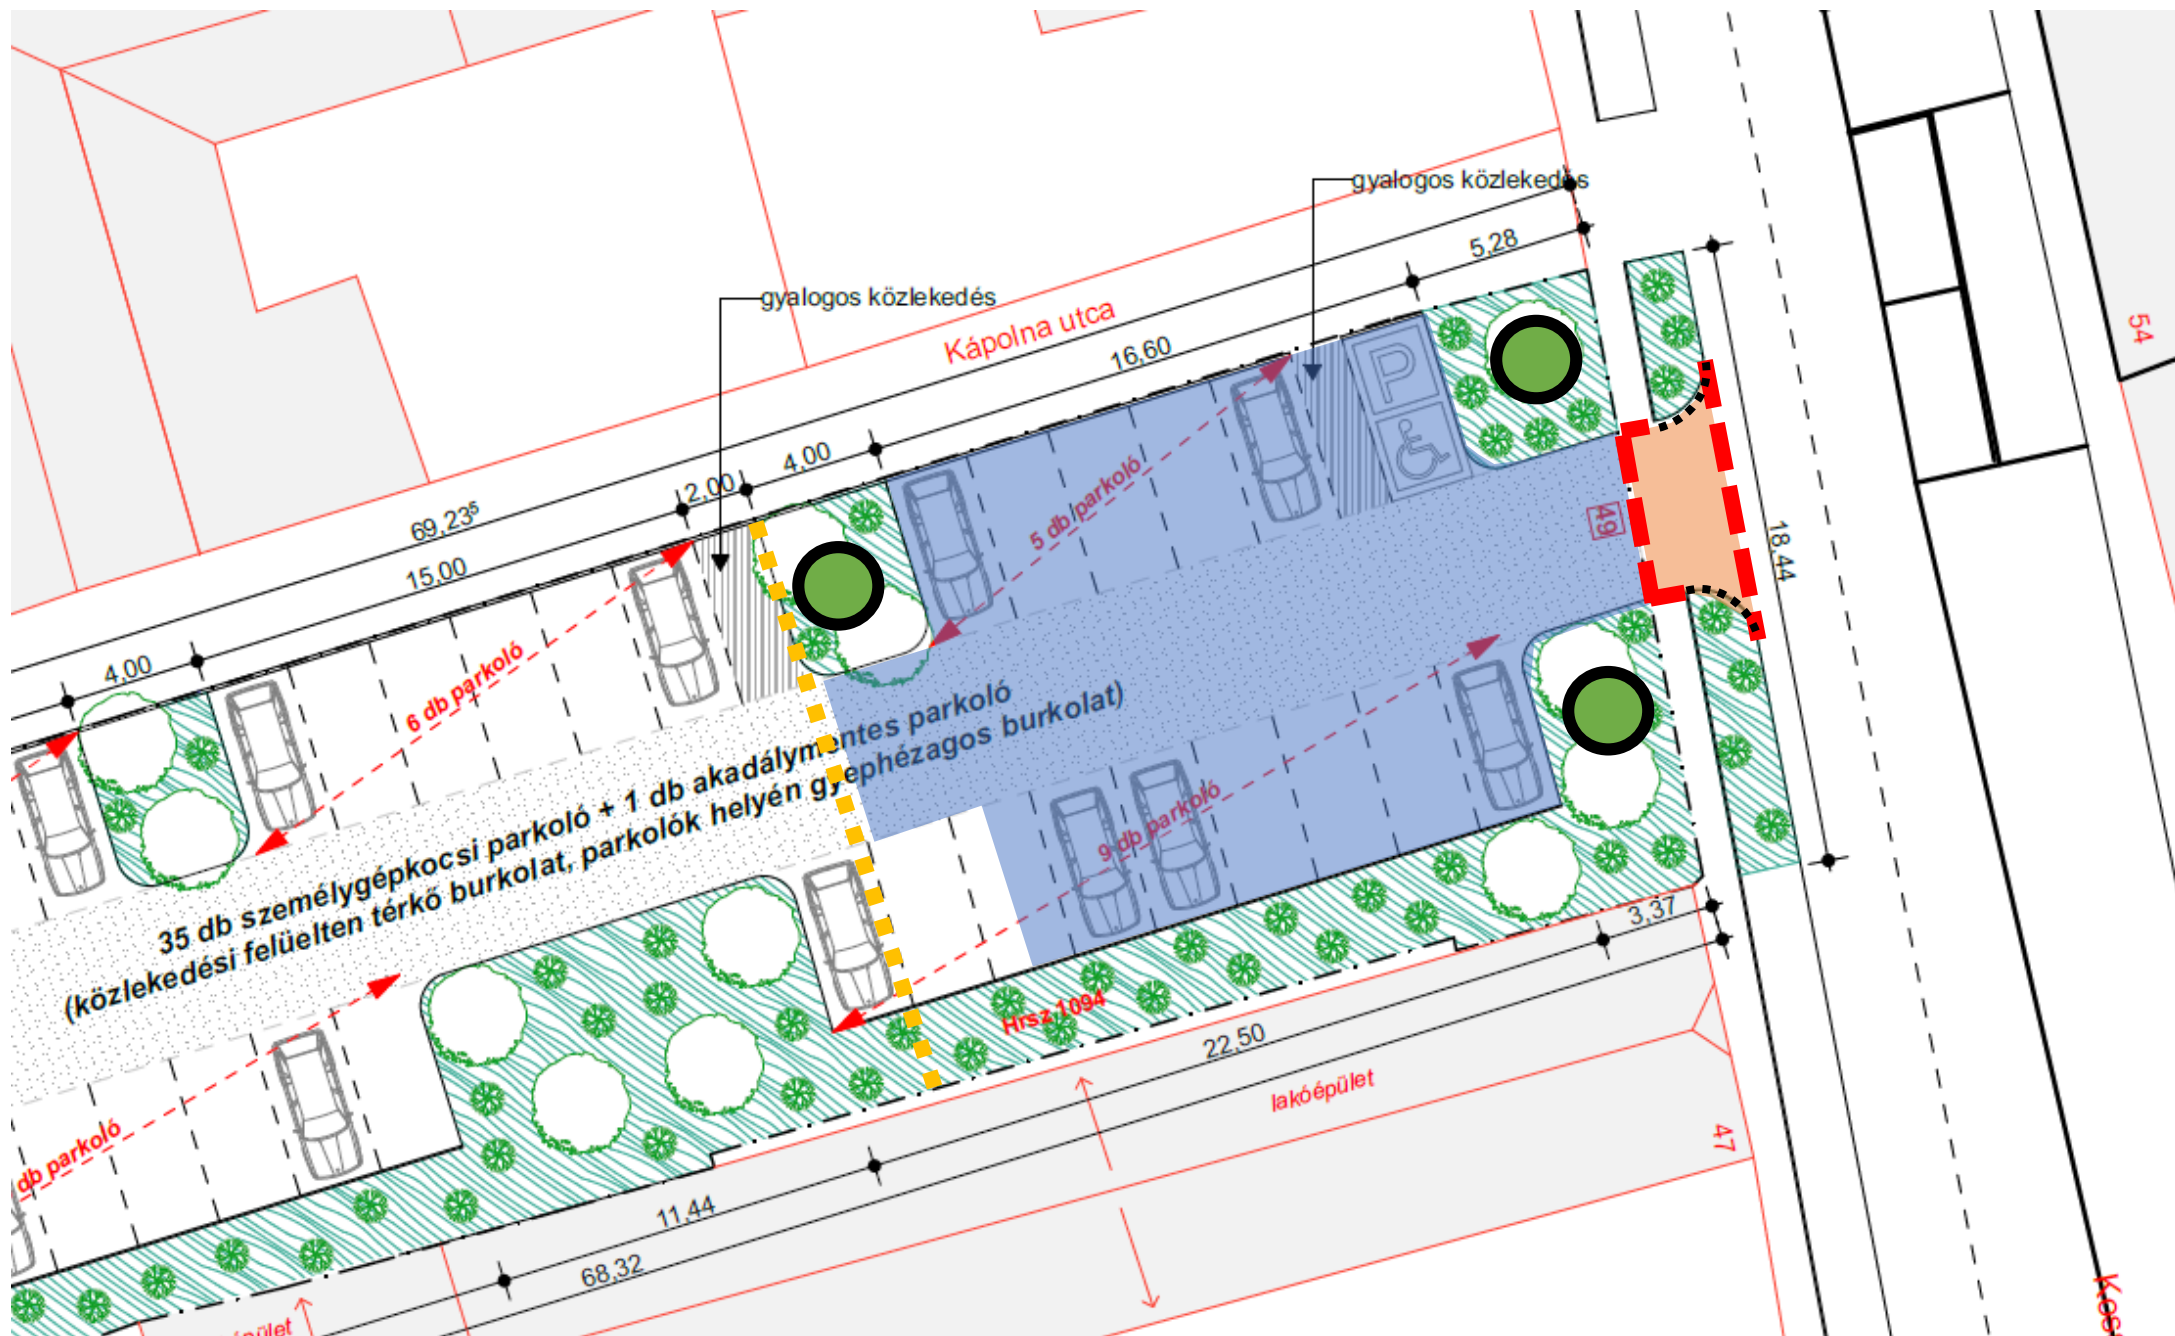 gyalogos közlekedés
5,28
gyalogos közlekedés
Kápolna utca
16,60
4,00
2,00
69,23⁵
15,00
4,00
54
P
5 db parkoló
49
18,44
6 db parkoló
35 db személygépkocsi parkoló + 1 db akadálymentes parkoló
(közlekedési felüelten térkő burkolat, parkolók helyén gyephézagos burkolat)
9 db parkoló
3,37
Hrsz 1094
22,50
lakóépület
47
db parkoló
11,44
68,32